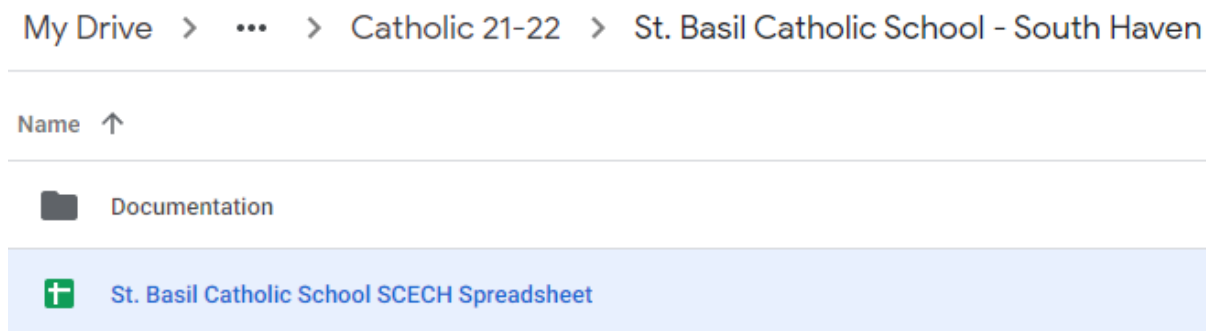 My Drive > ••• > Catholic 21-22 > St. Basil Catholic School - South Haven
Name ↑
Documentation
St. Basil Catholic School SCECH Spreadsheet